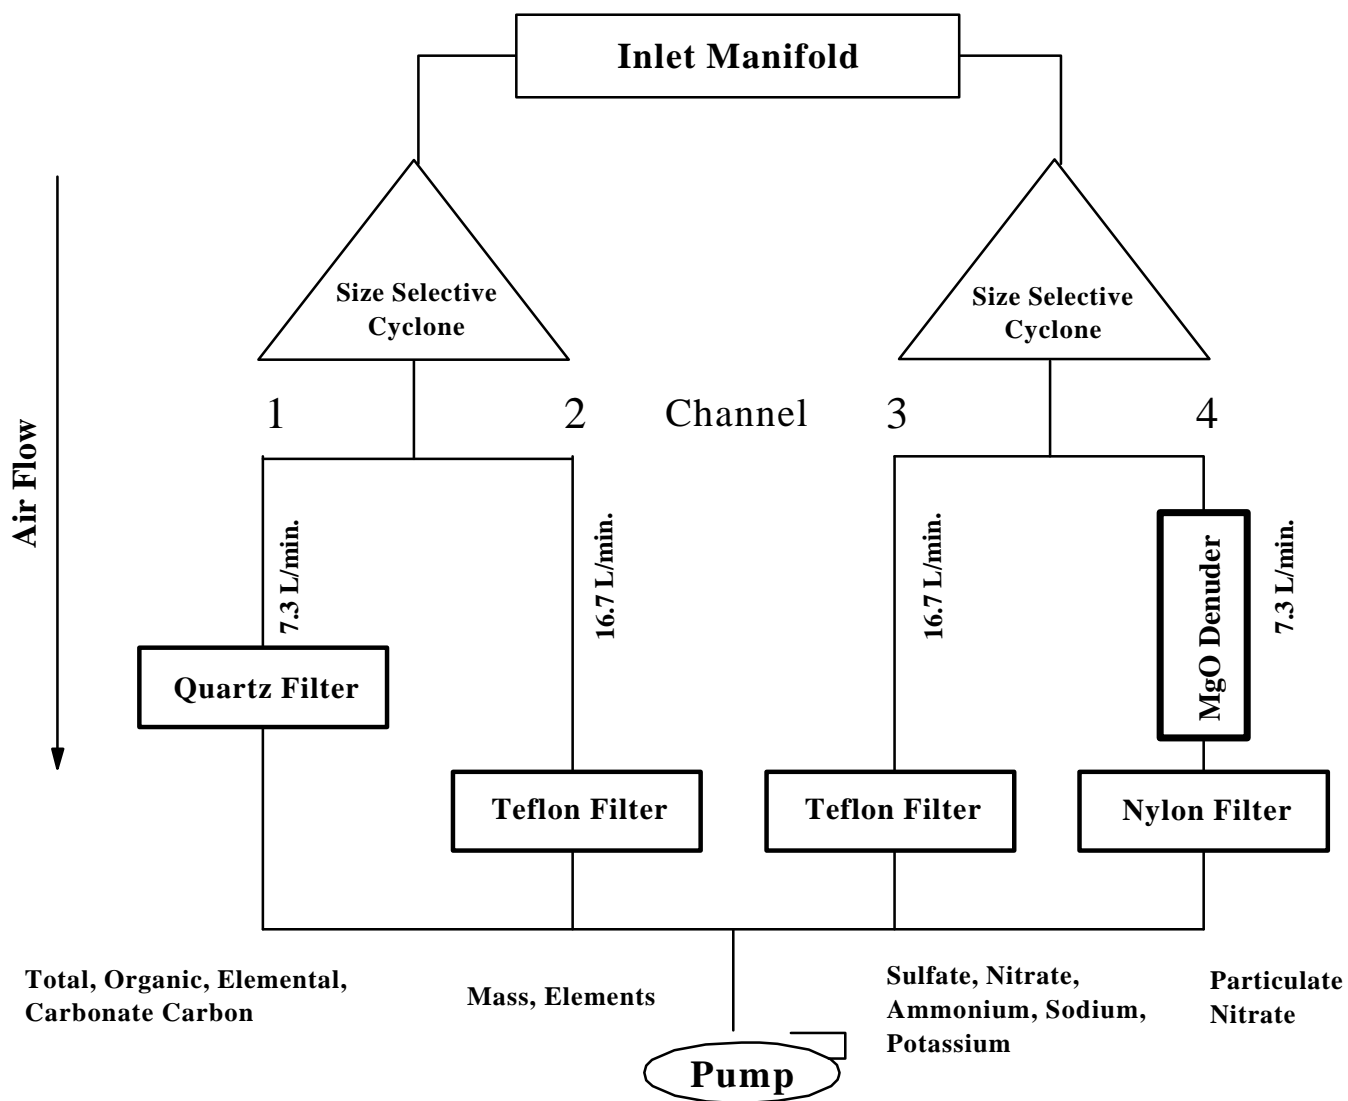 Inlet Manifold
Size Selective
Cyclone
Size Selective
Cyclone
1
2
Channel
3
4
Air Flow
7.3 L/min.
16.7 L/min.
16.7 L/min.
MgO Denuder
7.3 L/min.
Quartz Filter
Teflon Filter
Teflon Filter
Nylon Filter
Total, Organic, Elemental,
Carbonate Carbon
Mass, Elements
Sulfate, Nitrate,
Ammonium, Sodium,
Potassium
Particulate
Nitrate
Pump